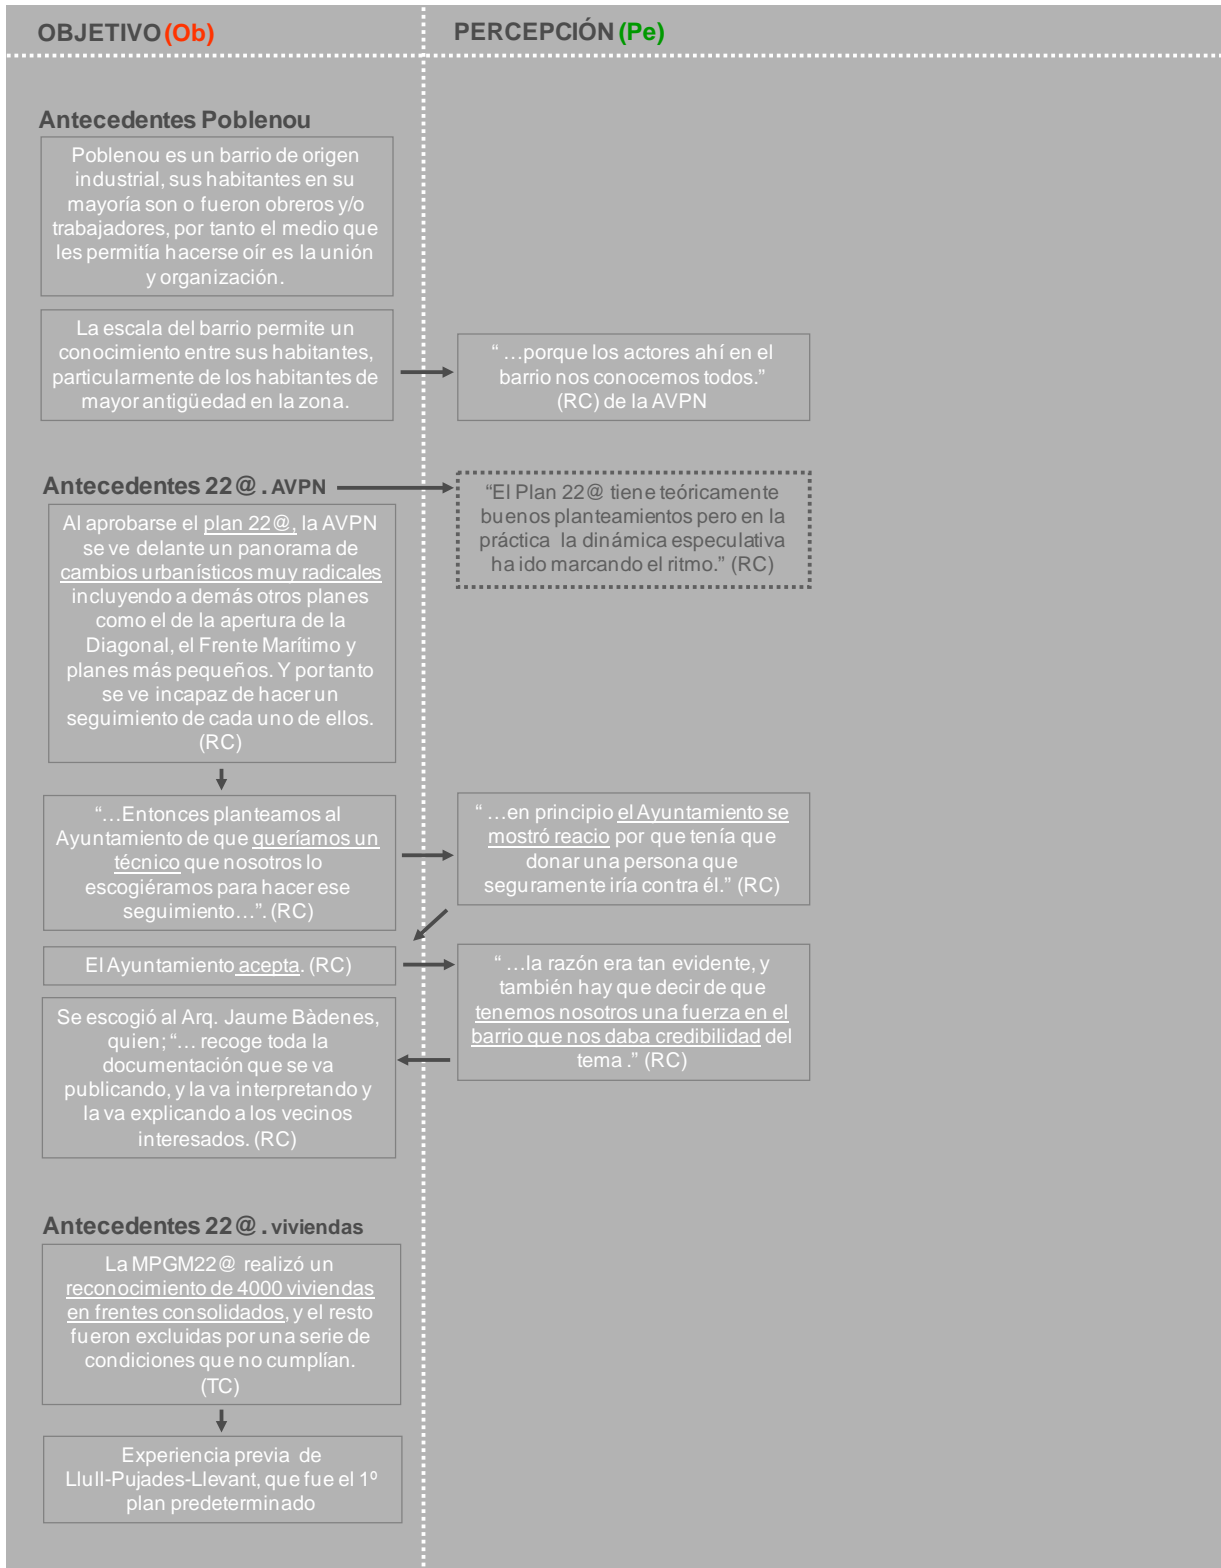 OBJETIVO (Ob)
PERCEPCIÓN (Pe)
Antecedentes Poblenou
Poblenou es un barrio de origen
industrial, sus habitantes en su
mayoría son o fueron obreros y/o
trabajadores, por tanto el medio que
les permitía hacerse oír es la unión
y organización.
La escala del barrio permite un
conocimiento entre sus habitantes,
particularmente de los habitantes de
mayor antigüedad en la zona.
“ …porque los actores ahí en el
barrio nos conocemos todos.”
(RC) de la AVPN
Antecedentes 22@ . AVPN
“El Plan 22@ tiene teóricamente
buenos planteamientos pero en la
práctica la dinámica especulativa
ha ido marcando el ritmo.” (RC)
Al aprobarse el plan 22@, la AVPN
se ve delante un panorama de
cambios urbanísticos muy radicales
incluyendo a demás otros planes
como el de la apertura de la
Diagonal, el Frente Marítimo y
planes más pequeños. Y por tanto
se ve incapaz de hacer un
seguimiento de cada uno de ellos.
(RC)
“…Entonces planteamos al
Ayuntamiento de que queríamos un
técnico que nosotros lo
escogiéramos para hacer ese
seguimiento…”. (RC)
“ …en principio el Ayuntamiento se
mostró reacio por que tenía que
donar una persona que
seguramente iría contra él.” (RC)
El Ayuntamiento acepta. (RC)
“ …la razón era tan evidente, y
también hay que decir de que
tenemos nosotros una fuerza en el
barrio que nos daba credibilidad del
tema .” (RC)
Se escogió al Arq. Jaume Bàdenes,
quien; “… recoge toda la
documentación que se va
publicando, y la va interpretando y
la va explicando a los vecinos
interesados. (RC)
Antecedentes 22@ . viviendas
La MPGM22@ realizó un
reconocimiento de 4000 viviendas
en frentes consolidados, y el resto
fueron excluidas por una serie de
condiciones que no cumplían.
(TC)
Experiencia previa de
Llull-Pujades-Llevant, que fue el 1º
plan predeterminado